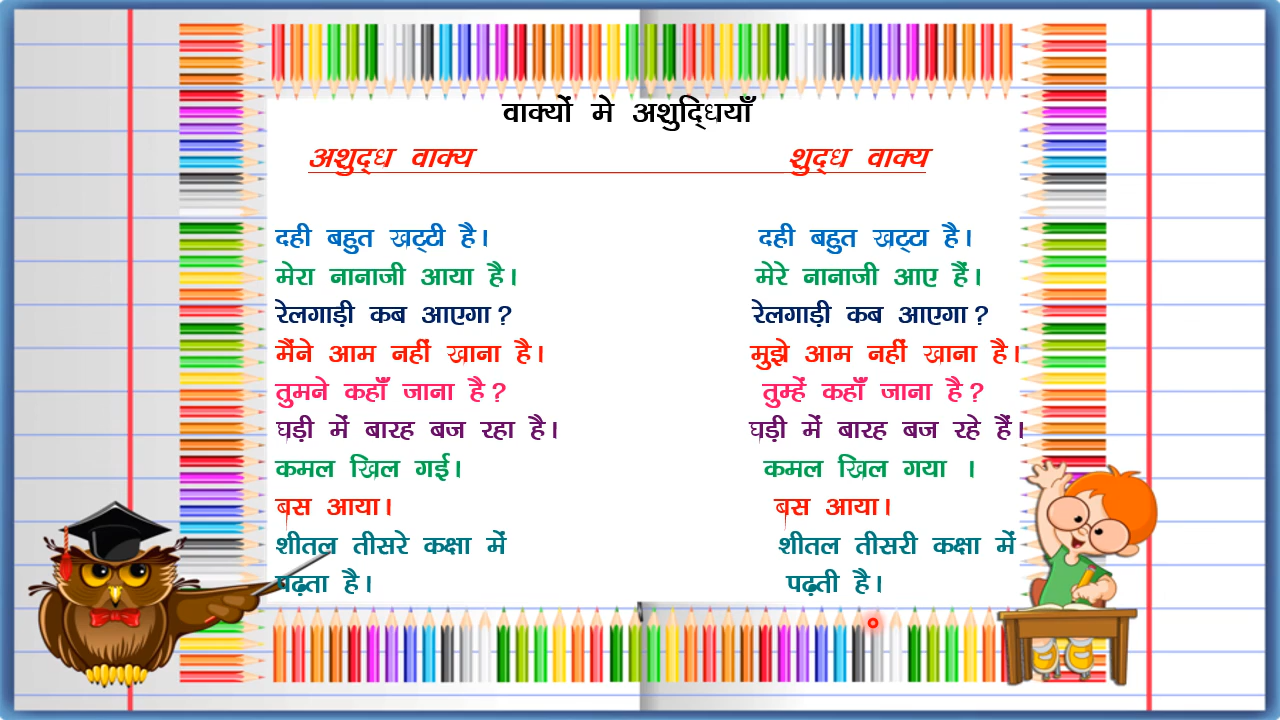 वाक्यों मे अशुद्धियाँ
अशुद्ध वाक्य शुद्ध वाक्य
दही बहुत खट्टी है। दही बहुत खट्टा है।
मेरा नानाजी आया है। मेरे नानाजी आए हैं।
रेलगाड़ी कब आएगा? रेलगाड़ी कब आएगा?
मैंने आम नहीं खाना है। मुझे आम नहीं खाना है।
तुमने कहाँ जाना है? तुम्हें कहाँ जाना है?
घड़ी में बारह बज रहा है। घड़ी में बारह बज रहे हैं।
कमल खिल गई। कमल खिल गया ।
बस आया। बस आया।
शीतल तीसरे कक्षा में शीतल तीसरी कक्षा में
पढ़ता है। पढ़ती है।